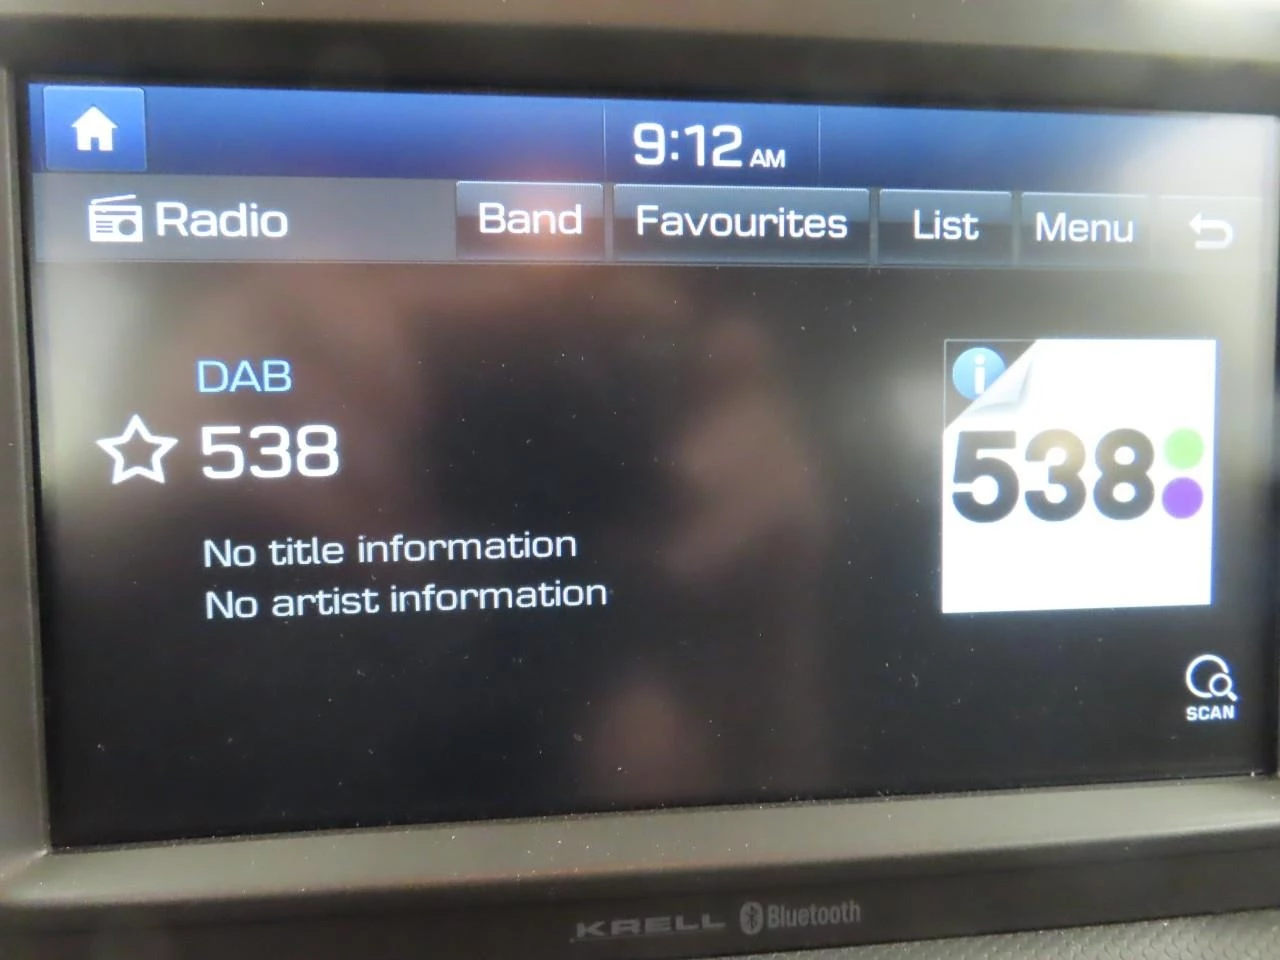 9:12 AM
Radio Band Favourites List Menu
DAB
538
No title information
No artist information
i
538
SCAN
KRELL Bluetooth